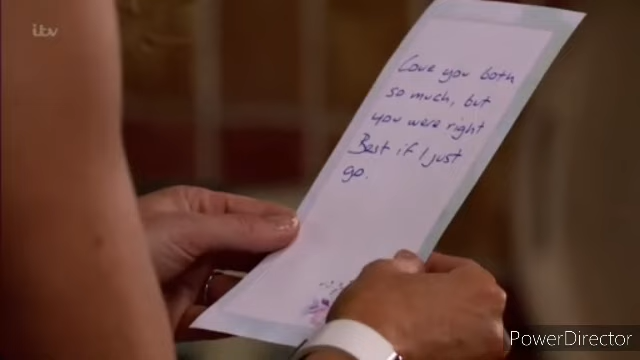 itv
Love you both
so much, but
you were right
Best if I just
go.
PowerDirector